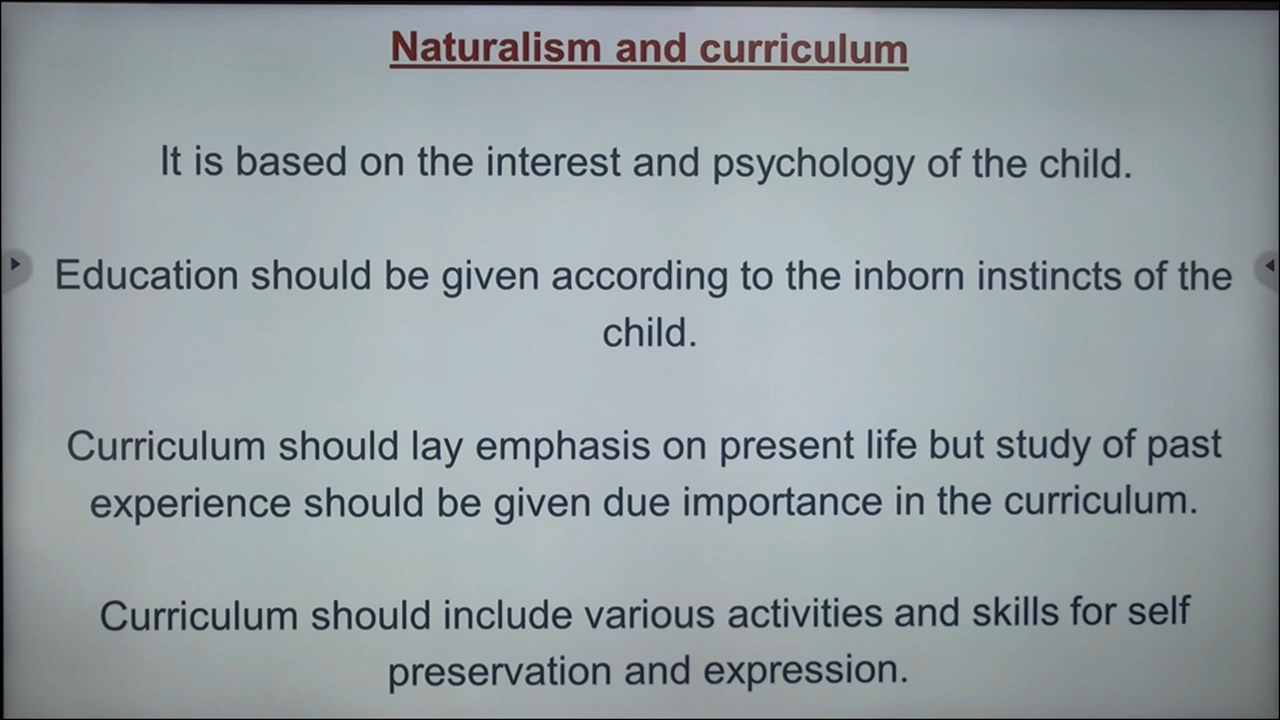 Naturalism and curriculum
It is based on the interest and psychology of the child.
Education should be given according to the inborn instincts of the
child.
Curriculum should lay emphasis on present life but study of past
experience should be given due importance in the curriculum.
Curriculum should include various activities and skills for self
preservation and expression.